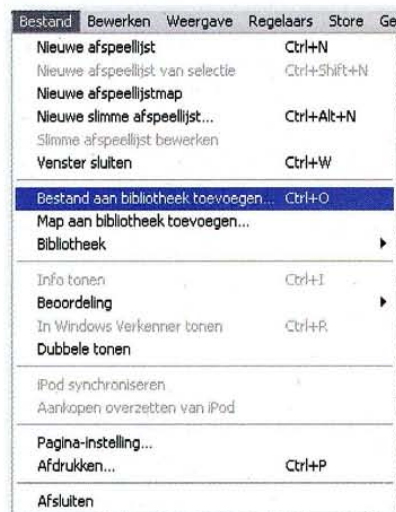 Bestand Bewerken Weergave Regelaars Store Ge
Nieuwe afspeellijst Ctrl+N
Nieuwe afspeellijst van selectie Ctrl+Shift+N
Nieuwe afspeellijstmap
Nieuwe slimme afspeellijst... Ctrl+Alt+N
Slimme afspeellijst bewerken
Venster sluiten Ctrl+W
Bestand aan bibliotheek toevoegen... Ctrl+O
Map aan bibliotheek toevoegen...
Bibliotheek
Info tonen Ctrl+I
Beoordeling
In Windows Verkenner tonen Ctrl+R
Dubbele tonen
iPod synchroniseren
Aankopen overzetten van iPod
Pagina-instelling...
Afdrukken... Ctrl+P
Afsluiten